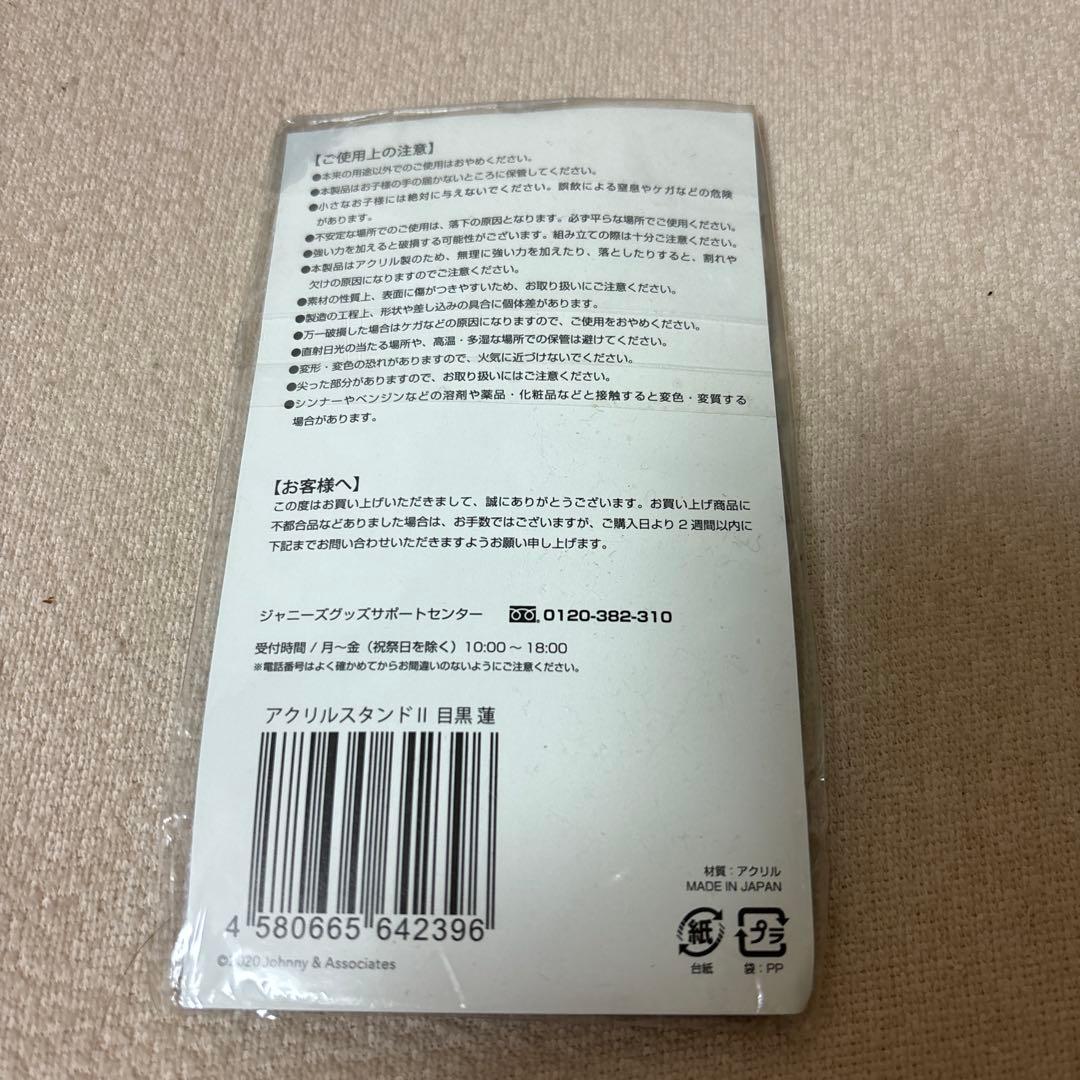 【ご使用上の注意】
●本来の用途以外でのご使用はおやめください。
●本製品はお子様の手の届かないところに保管してください。
●小さなお子様には絶対に与えないでください。誤飲による窒息やケガなどの危険
があります。
●不安定な場所でのご使用は、落下の原因となります。必ず平らな場所でご使用ください。
●強い力を加えると破損する可能性がございます。組み立ての際は十分ご注意ください。
●本製品はアクリル製のため、無理に強い力を加えたり、落としたりすると、割れや
欠けの原因になりますのでご注意ください。
●素材の性質上、表面に傷がつきやすいため、お取り扱いにご注意ください。
●製造の工程上、形状や差し込みの具合に個体差があります。
●万一破損した場合はケガなどの原因になりますので、ご使用をおやめください。
●直射日光の当たる場所や、高温・多湿な場所での保管は避けてください。
●変形・変色の恐れがありますので、火気に近づけないでください。
●尖った部分がありますので、お取り扱いにはご注意ください。
●シンナーやベンジンなどの溶剤や薬品・化粧品などと接触すると変色・変質する
場合があります。
【お客様へ】
この度はお買い上げいただきまして、誠にありがとうございます。お買い上げ商品に
不都合品などありました場合は、お手数ではございますが、ご購入日より2週間以内に
下記までお問い合わせいただきますようお願い申し上げます。
ジャニーズグッズサポートセンター 0120-382-310
受付時間 / 月〜金（祝祭日を除く）10:00〜18:00
※電話番号はよく確かめてからお間違いのないようにご注意ください。
アクリルスタンドⅡ 目黒 蓮
4 580665 642396
©2020 Johnny & Associates
材質：アクリル
MADE IN JAPAN
紙 プラ
台紙 袋：PP